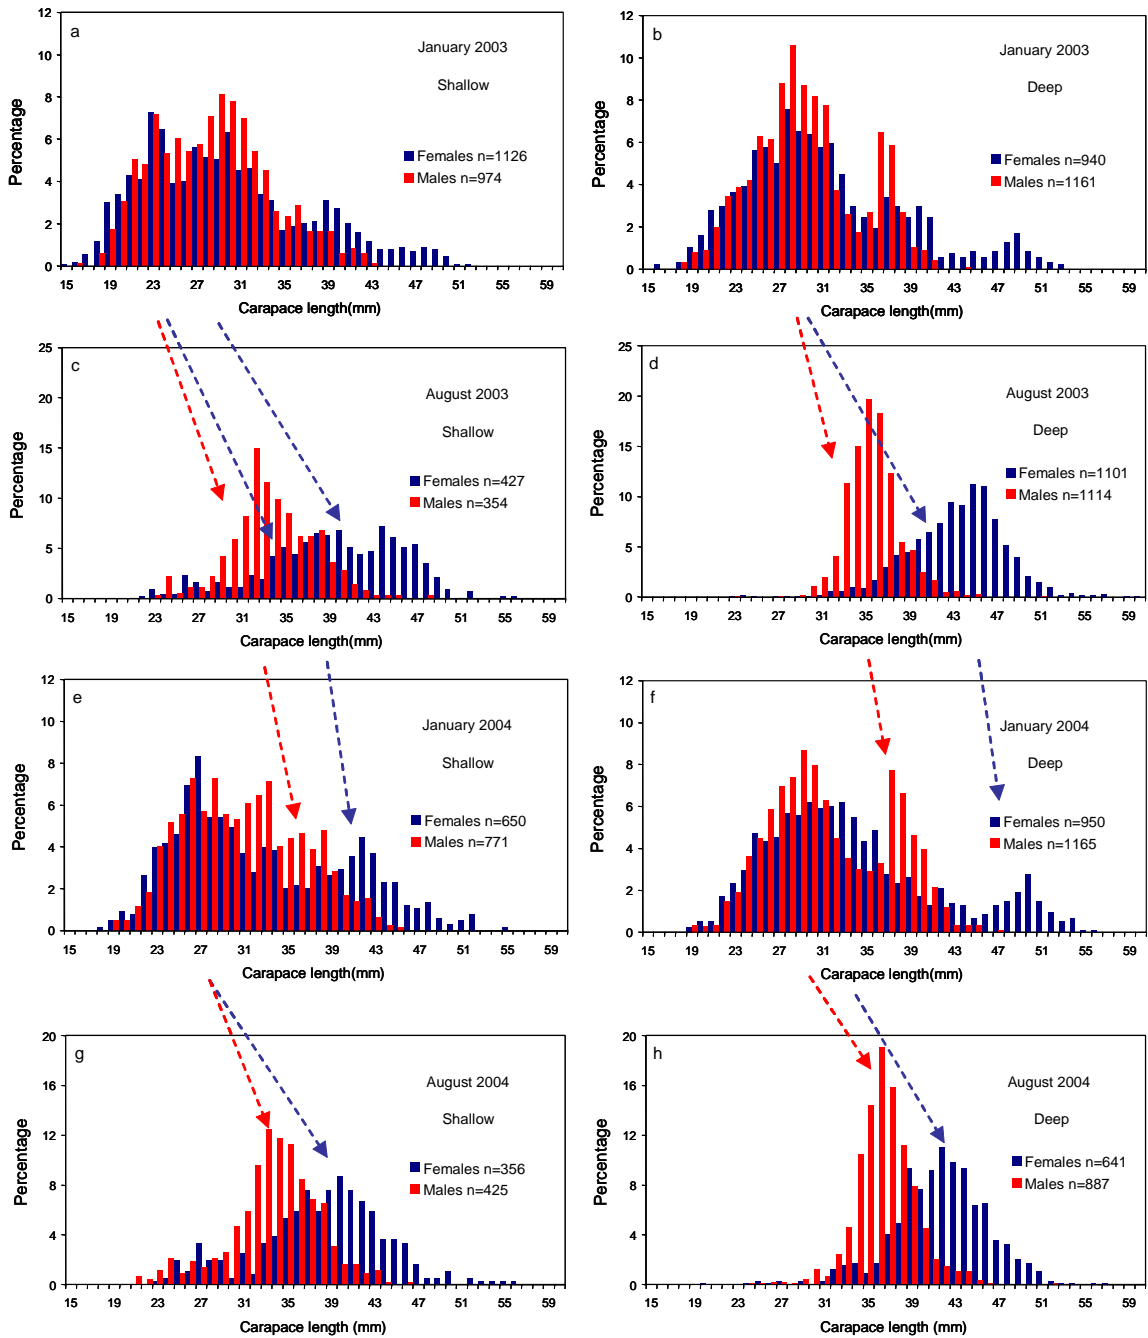 a
January 2003
Shallow
Females n=1126
Males n=974
Percentage
12
10
8
6
4
2
0
15 19 23 27 31 35 39 43 47 51 55 59
Carapace length(mm)
b
January 2003
Deep
Females n=940
Males n=1161
Percentage
12
10
8
6
4
2
0
15 19 23 27 31 35 39 43 47 51 55 59
Carapace length(mm)
c
August 2003
Shallow
Females n=427
Males n=354
Percentage
25
20
15
10
5
0
15 19 23 27 31 35 39 43 47 51 55 59
Carapace length(mm)
d
August 2003
Deep
Females n=1101
Males n=1114
Percentage
25
20
15
10
5
0
15 19 23 27 31 35 39 43 47 51 55 59
Carapace length(mm)
e
January 2004
Shallow
Females n=650
Males n=771
Percentage
12
10
8
6
4
2
0
15 19 23 27 31 35 39 43 47 51 55 59
Carapace length(mm)
f
January 2004
Deep
Females n=950
Males n=1165
Percentage
12
10
8
6
4
2
0
15 19 23 27 31 35 39 43 47 51 55 59
Carapace length(mm)
g
August 2004
Shallow
Females n=356
Males n=425
Percentage
20
16
12
8
4
0
15 19 23 27 31 35 39 43 47 51 55 59
Carapace length (mm)
h
August 2004
Deep
Females n=641
Males n=887
Percentage
20
16
12
8
4
0
15 19 23 27 31 35 39 43 47 51 55 59
Carapace length (mm)